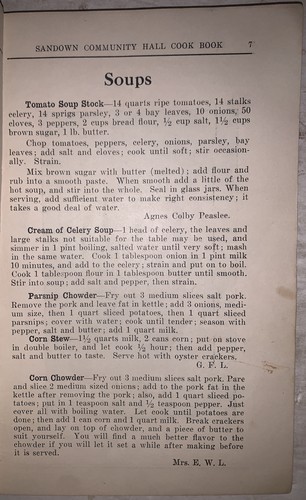 SANDOWN COMMUNITY HALL COOK BOOK 7
Soups
Tomato Soup Stock—14 quarts ripe tomatoes, 14 stalks
celery, 14 sprigs parsley, 3 or 4 bay leaves, 10 onions, 50
cloves, 3 peppers, 2 cups bread flour, ½ cup salt, 1½ cups
brown sugar, 1 lb. butter.
Chop tomatoes, peppers, celery, onions, parsley, bay
leaves; add salt and cloves; cook until soft; stir occasion-
ally. Strain.
Mix brown sugar with butter (melted); add flour and
rub into a smooth paste. When smooth add a little of the
hot soup, and stir into the whole. Seal in glass jars. When
serving, add sufficient water to make right consistency; it
takes a good deal of water.
Agnes Colby Peaslee.
Cream of Celery Soup—1 head of celery, the leaves and
large stalks not suitable for the table may be used, and
simmer in 1 pint boiling, salted water until very soft; mash
in the same water. Cook 1 tablespoon onion in 1 pint milk
10 minutes, and add to the celery; strain and put on to boil.
Cook 1 tablespoon flour in 1 tablespoon butter until smooth.
Stir into soup; add salt and pepper, then strain.
Parsnip Chowder—Fry out 3 medium slices salt pork.
Remove the pork and leave fat in kettle; add 3 onions, medi-
um size, then 1 quart sliced potatoes, then 1 quart sliced
parsnips; cover with water; cook until tender; season with
pepper, salt and butter; add 1 quart milk.
Corn Stew—1½ quarts milk, 2 cans corn; put on stove
in double boiler, and let cook ½ hour; then add pepper,
salt and butter to taste. Serve hot with oyster crackers.
G. F. L.
Corn Chowder—Fry out 3 medium slices salt pork. Pare
and slice 2 medium sized onions; add to the pork fat in the
kettle after removing the pork; also, add 1 quart sliced po-
tatoes; put in 1 teaspoon salt and ½ teaspoon pepper. Just
cover all with boiling water. Let cook until potatoes are
done; then add 1 can corn and 1 quart milk. Break crackers
open, and lay on top of chowder, and a piece of butter to
suit yourself. You will find a much better flavor to the
chowder if you will let it set a while after making before
it is served.
Mrs. E. W. L.